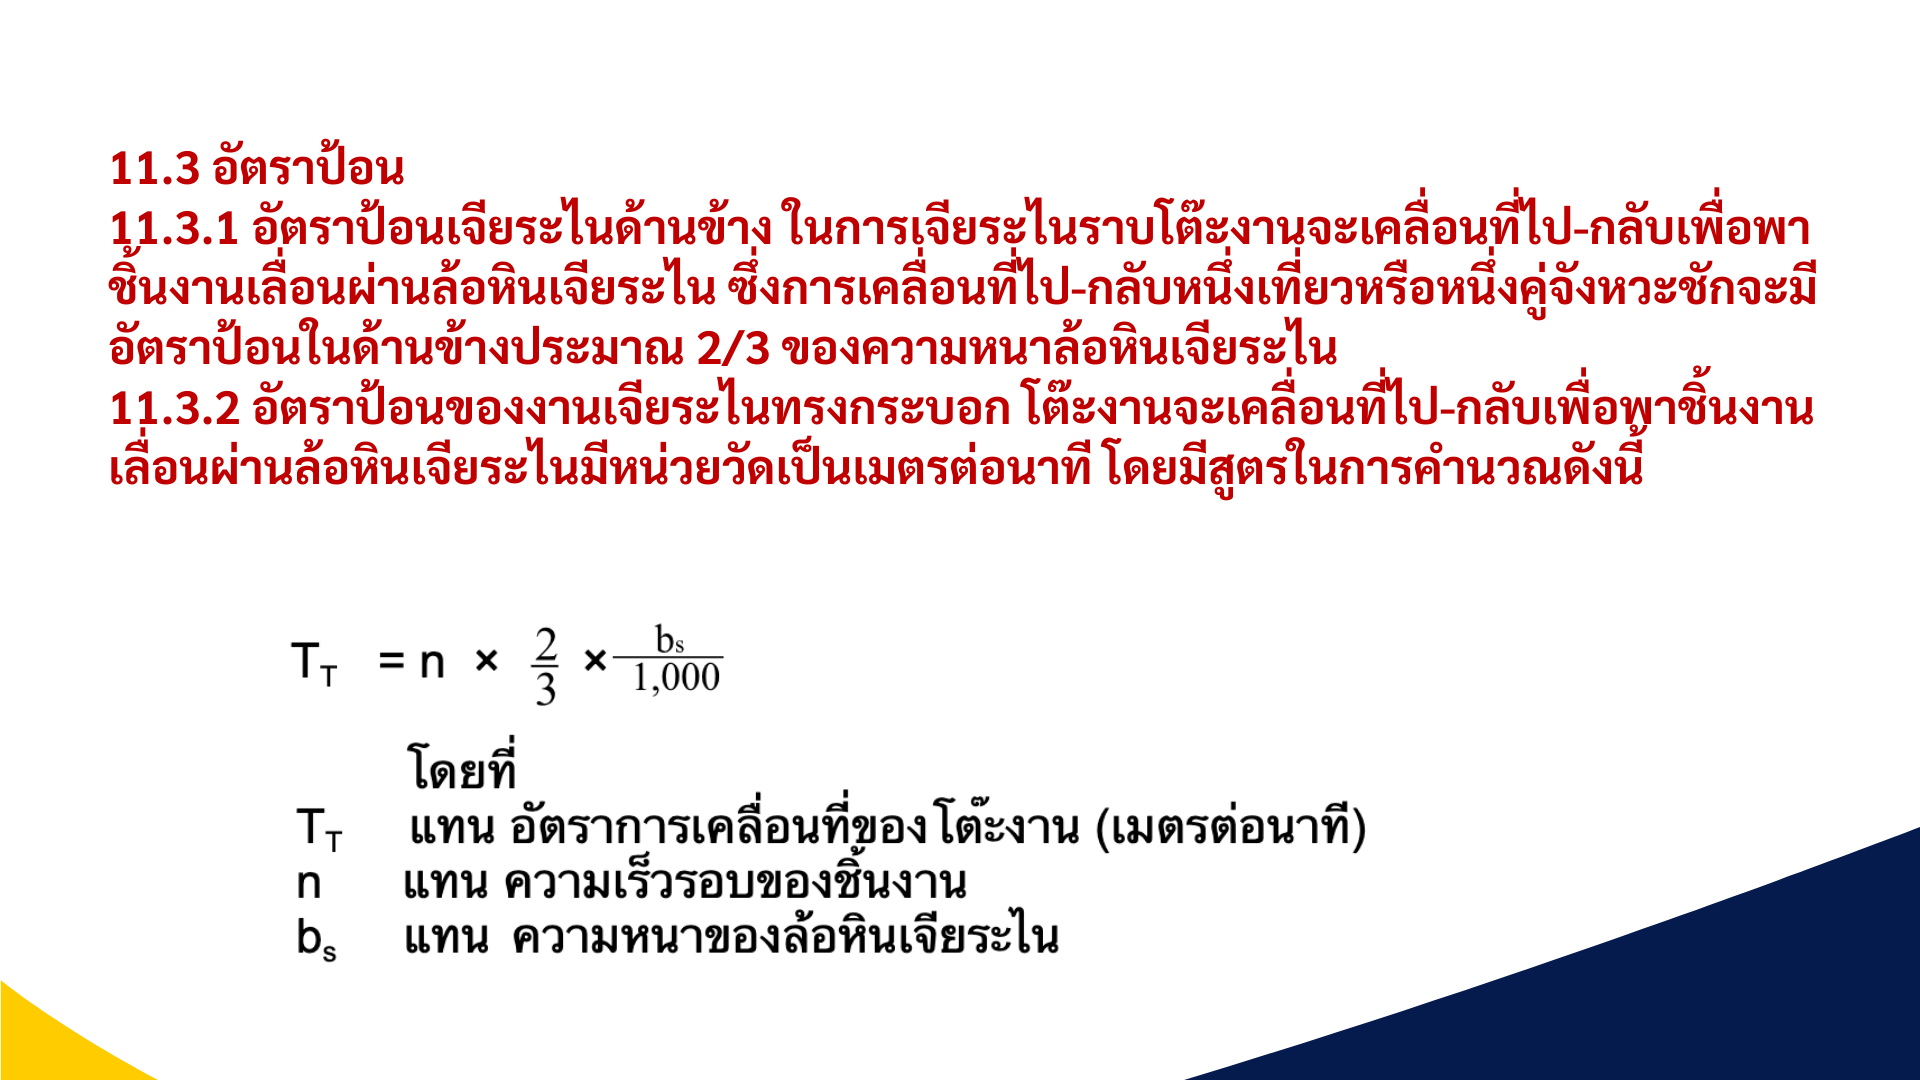 11.3 อัตราป้อน
11.3.1 อัตราป้อนเจียระไนด้านข้าง ในการเจียระไนราบโต๊ะงานจะเคลื่อนที่ไป-กลับเพื่อพา
ชิ้นงานเลื่อนผ่านล้อหินเจียระไน ซึ่งการเคลื่อนที่ไป-กลับหนึ่งเที่ยวหรือหนึ่งคู่จังหวะชักจะมี
อัตราป้อนในด้านข้างประมาณ 2/3 ของความหนาล้อหินเจียระไน
11.3.2 อัตราป้อนของงานเจียระไนทรงกระบอก โต๊ะงานจะเคลื่อนที่ไป-กลับเพื่อพาชิ้นงาน
เลื่อนผ่านล้อหินเจียระไนมีหน่วยวัดเป็นเมตรต่อนาที โดยมีสูตรในการคำนวณดังนี้
T_T = n × 2/3 × b_s/1,000
โดยที่
T_T แทน อัตราการเคลื่อนที่ของโต๊ะงาน (เมตรต่อนาที)
n แทน ความเร็วรอบของชิ้นงาน
b_s แทน ความหนาของล้อหินเจียระไน